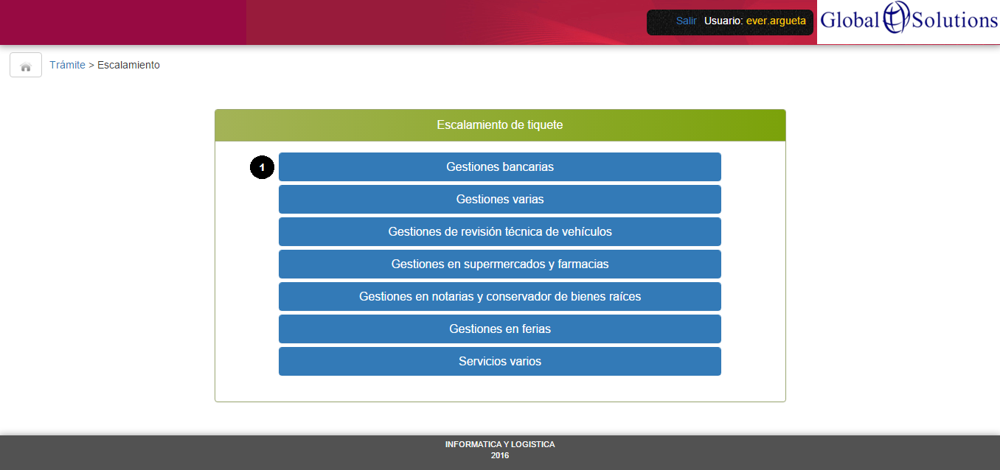 Salir Usuario: ever.argueta
Global Solutions
Trámite > Escalamiento
Escalamiento de tiquete
1 Gestiones bancarias
Gestiones varias
Gestiones de revisión técnica de vehículos
Gestiones en supermercados y farmacias
Gestiones en notarias y conservador de bienes raíces
Gestiones en ferias
Servicios varios
INFORMATICA Y LOGISTICA
2016